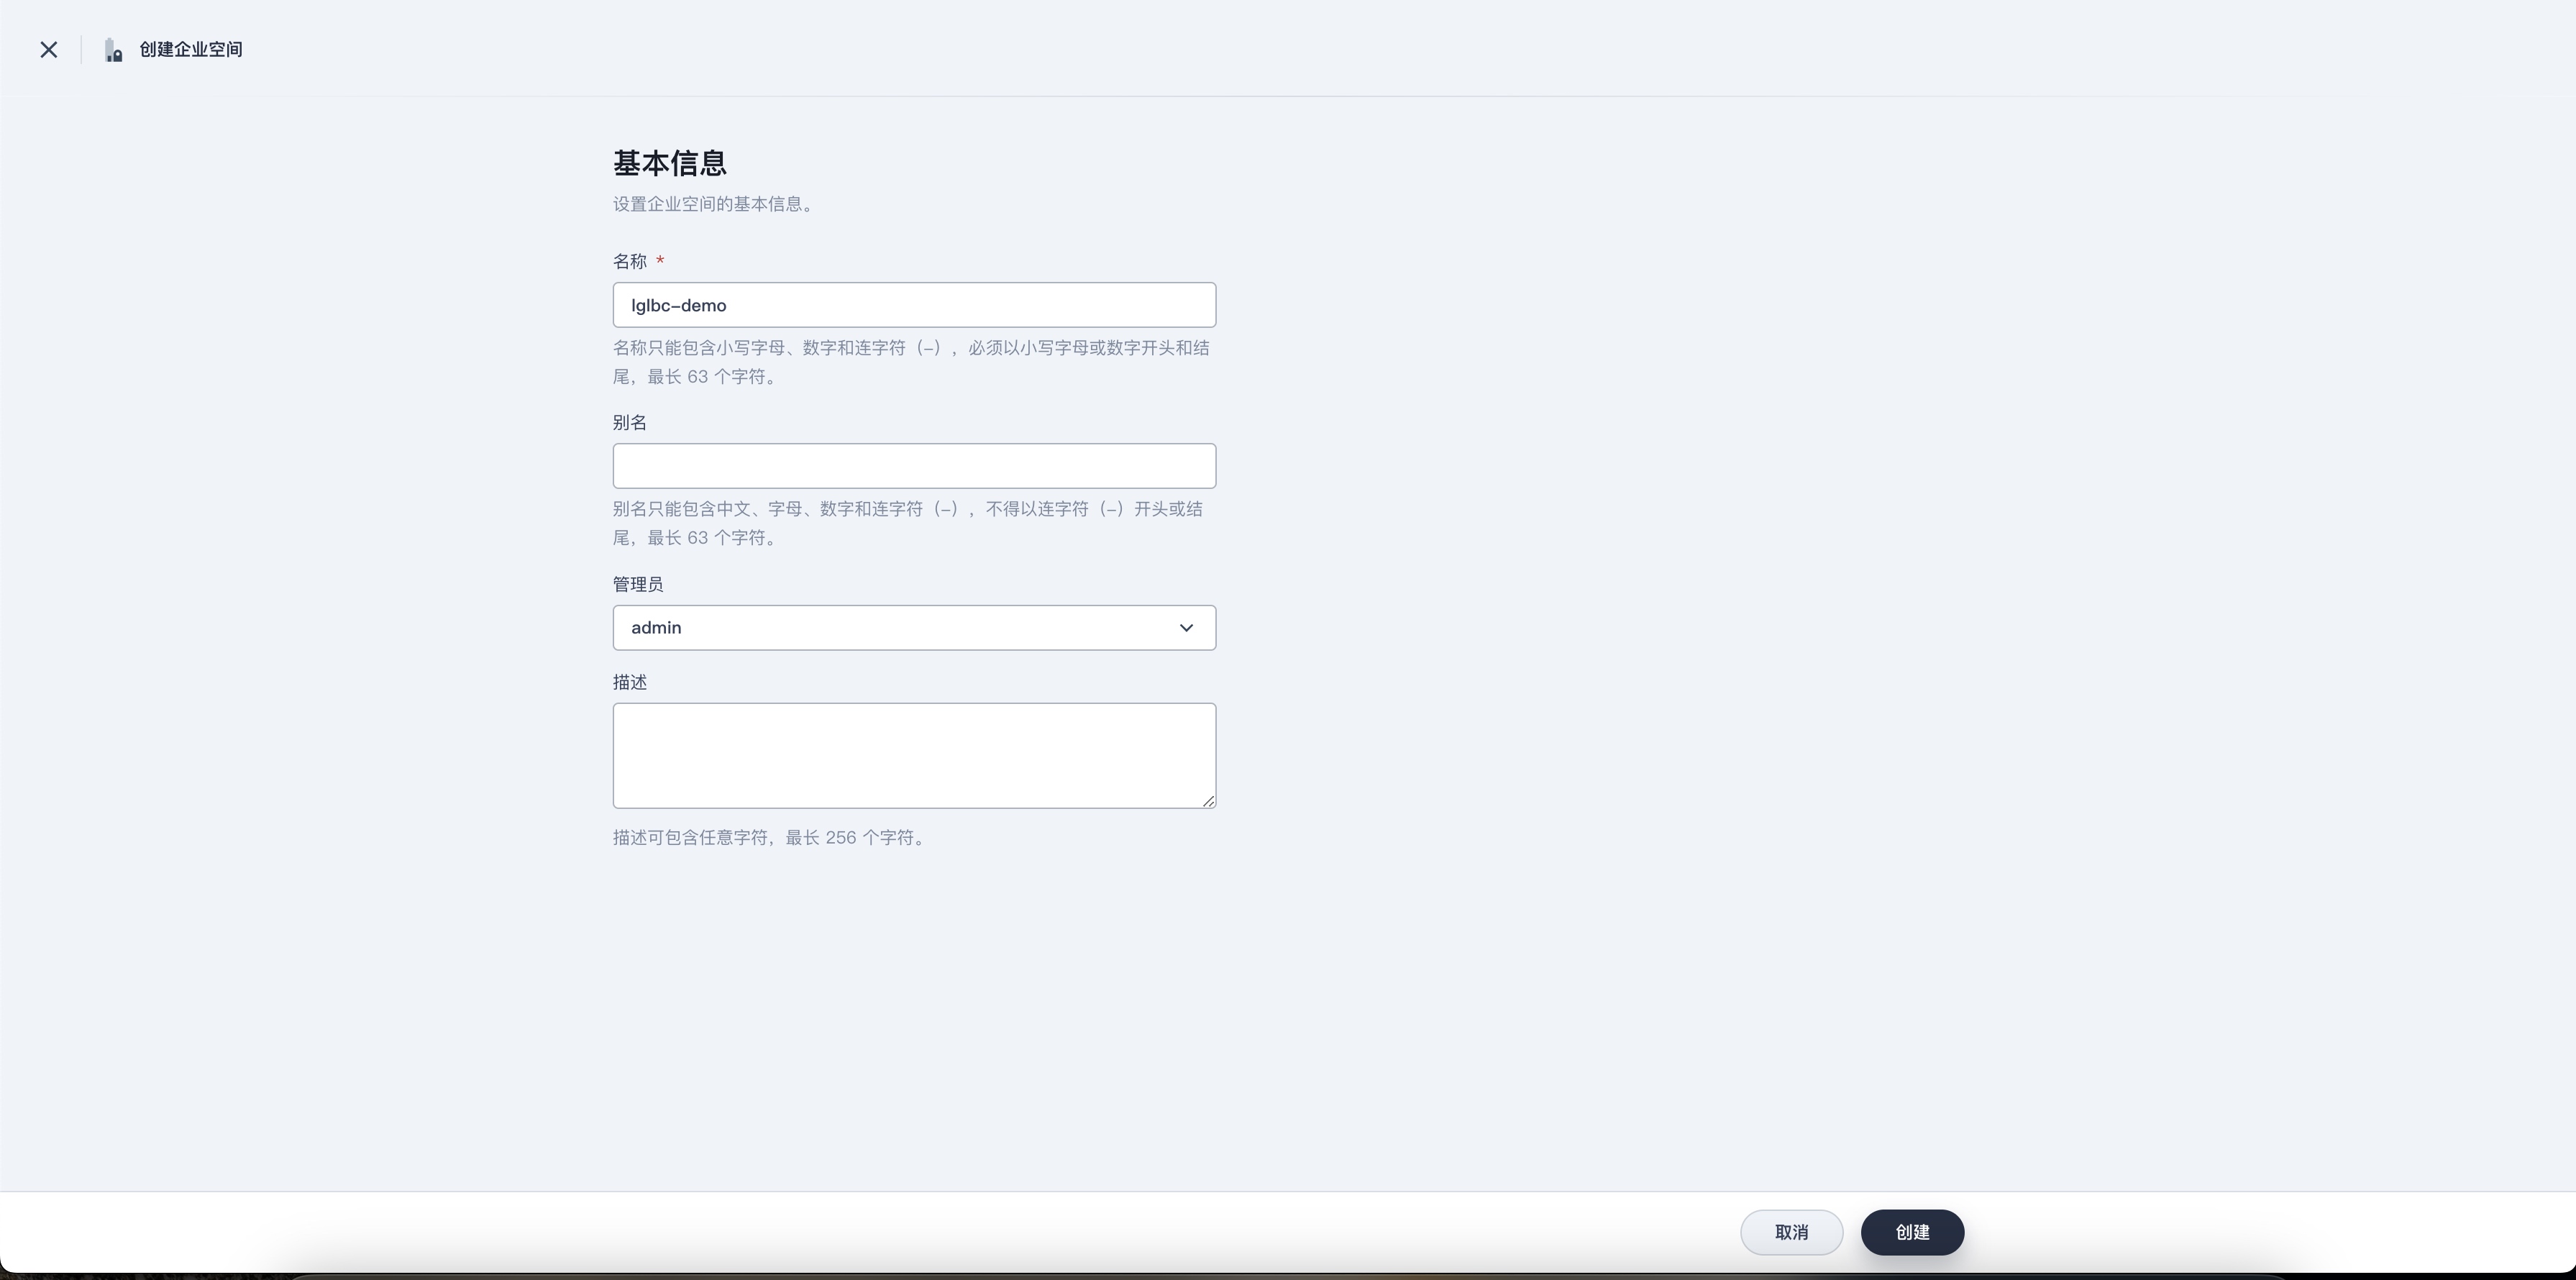 创建企业空间
基本信息
设置企业空间的基本信息。
名称 *
lglbc-demo
名称只能包含小写字母、数字和连字符（-），必须以小写字母或数字开头和结
尾，最长 63 个字符。
别名
别名只能包含中文、字母、数字和连字符（-），不得以连字符（-）开头或结
尾，最长 63 个字符。
管理员
admin
描述
描述可包含任意字符，最长 256 个字符。
取消
创建